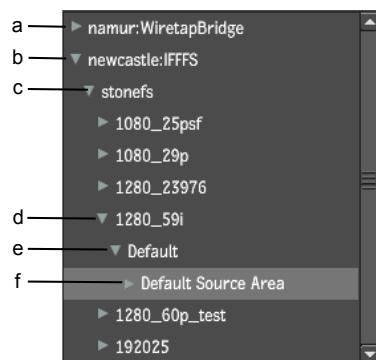 a namur:WiretapBridge
b newcastle:IFFFS
c stonefs
1080_25psf
1080_29p
1280_23976
d 1280_59i
e Default
f Default Source Area
1280_60p_test
192025